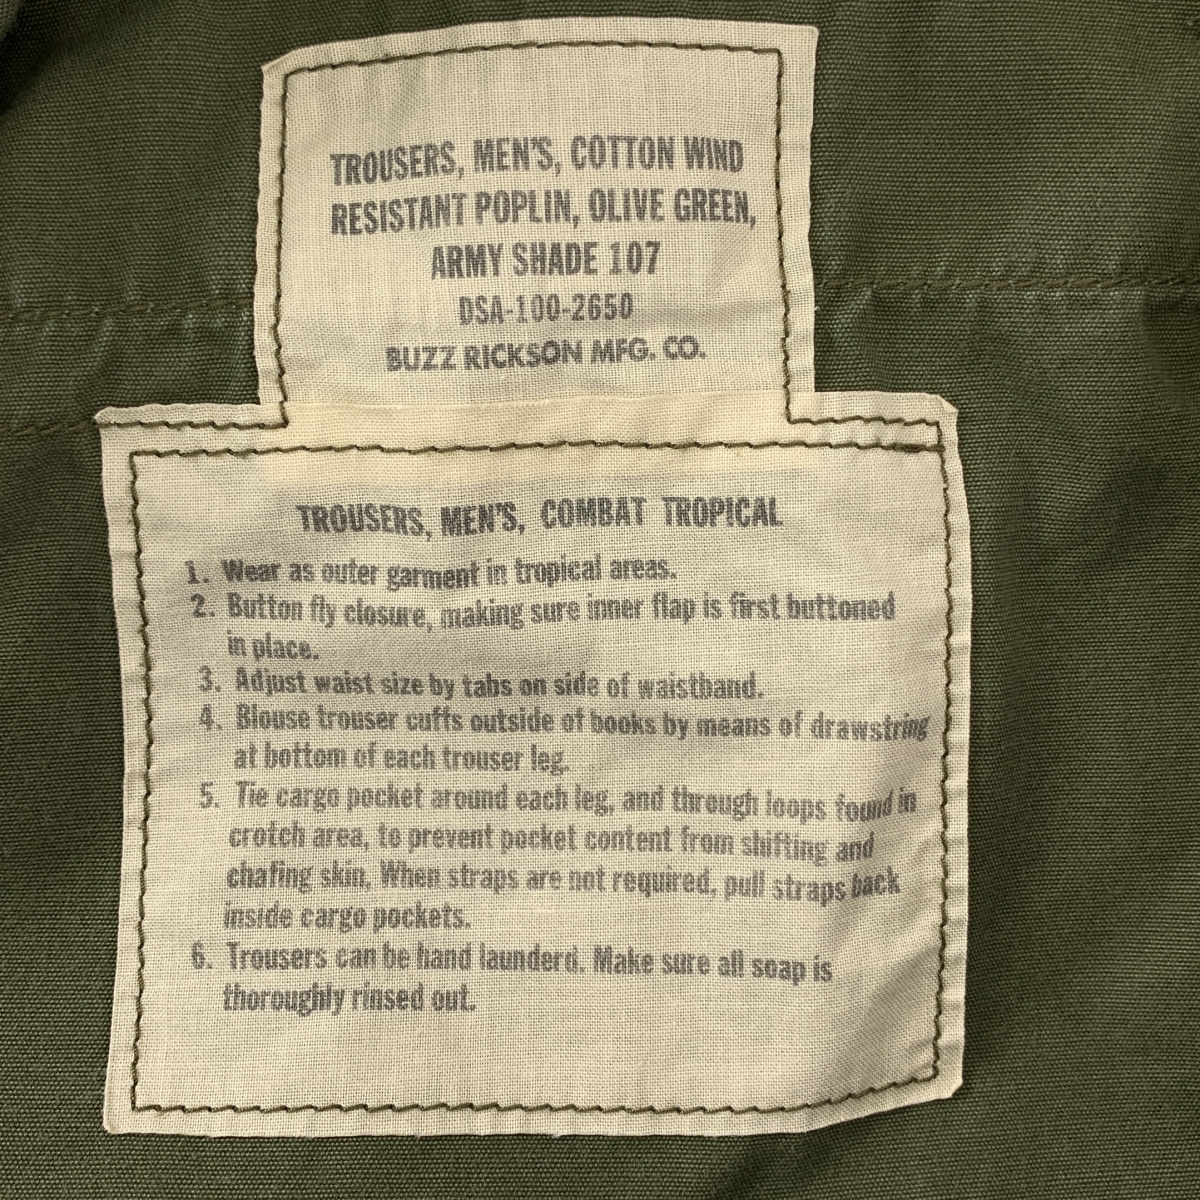 TROUSERS, MEN'S, COTTON WIND
RESISTANT POPLIN, OLIVE GREEN,
ARMY SHADE 107
DSA-100-2650
BUZZ RICKSON MFG. CO.
TROUSERS, MEN'S, COMBAT TROPICAL
1. Wear as outer garment in tropical areas.
2. Button fly closure, making sure inner flap is first buttoned
in place.
3. Adjust waist size by tabs on side of waistband.
4. Blouse trouser cuffs outside of books by means of drawstring
at bottom of each trouser leg.
5. Tie cargo pocket around each leg, and through loops found in
crotch area, to prevent pocket content from shifting and
chafing skin, When straps are not required, pull straps back
inside cargo pockets.
6. Trousers can be hand launderd. Make sure all soap is
thoroughly rinsed out.